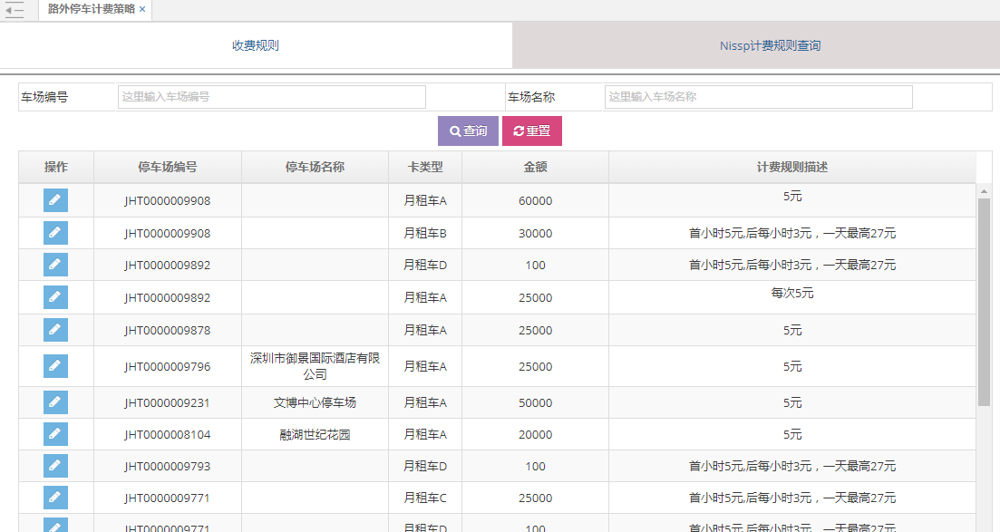 路外停车计费策略 ×
收费规则 Nissp计费规则查询
车场编号 这里输入车场编号 车场名称 这里输入车场名称
查询 重置
操作 停车场编号 停车场名称 卡类型 金额 计费规则描述
JHT0000009908 月租车A 60000 5元
JHT0000009908 月租车B 30000 首小时5元,后每小时3元，一天最高27元
JHT0000009892 月租车D 100 首小时5元,后每小时3元，一天最高27元
JHT0000009892 月租车A 25000 每次5元
JHT0000009878 月租车A 25000 5元
JHT0000009796 深圳市御景国际酒店有限公司 月租车A 25000 5元
JHT0000009231 文博中心停车场 月租车A 50000 5元
JHT0000008104 融湖世纪花园 月租车A 20000 5元
JHT0000009793 月租车D 100 首小时5元,后每小时3元，一天最高27元
JHT0000009771 月租车C 25000 首小时5元,后每小时3元，一天最高27元
JHT0000009771 月租车D 100 首小时5元,后每小时3元，一天最高27元